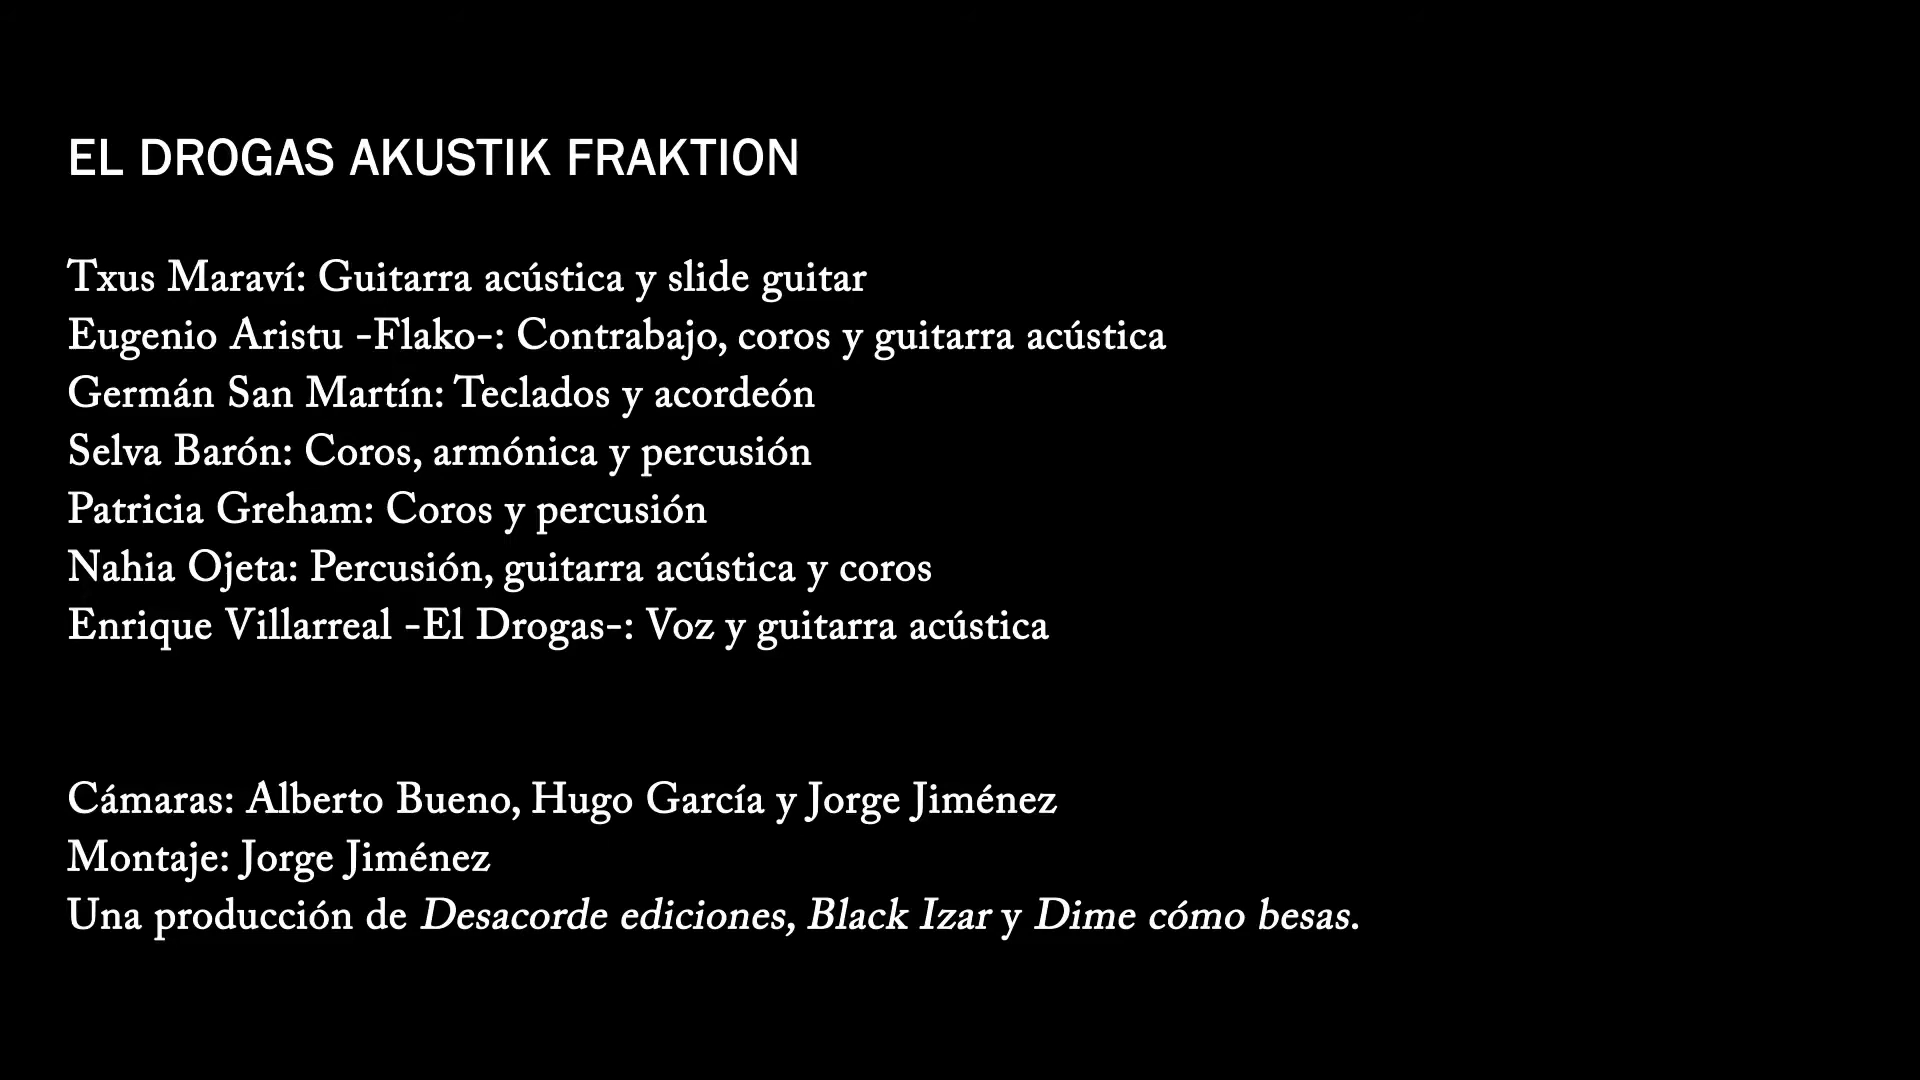 EL DROGAS AKUSTIK FRAKTION
Txus Maraví: Guitarra acústica y slide guitar
Eugenio Aristu -Flako-: Contrabajo, coros y guitarra acústica
Germán San Martín: Teclados y acordeón
Selva Barón: Coros, armónica y percusión
Patricia Greham: Coros y percusión
Nahia Ojeta: Percusión, guitarra acústica y coros
Enrique Villarreal -El Drogas-: Voz y guitarra acústica
Cámaras: Alberto Bueno, Hugo García y Jorge Jiménez
Montaje: Jorge Jiménez
Una producción de Desacorde ediciones, Black Izar y Dime cómo besas.